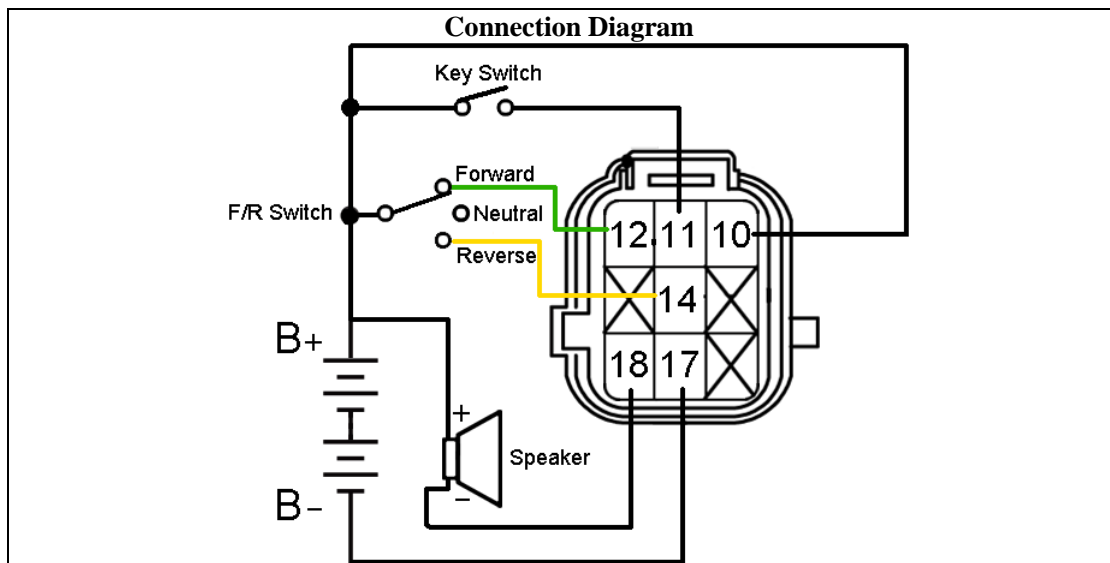 Connection Diagram
Key Switch
Forward
F/R Switch
Neutral
Reverse
12 11 10
14
18 17
B+
+
Speaker
−
B−